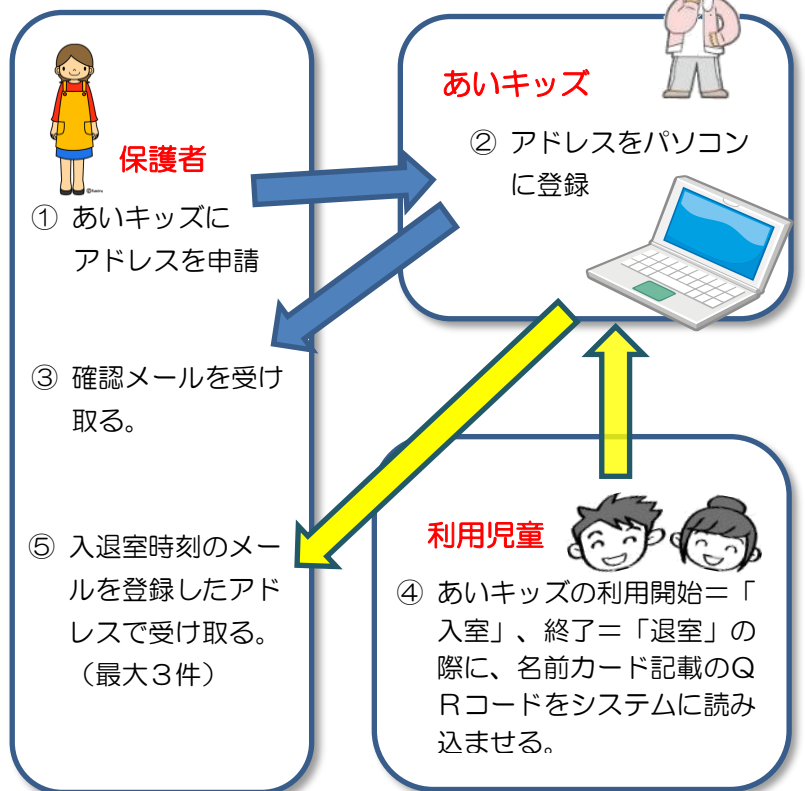 保護者
① あいキッズに
アドレスを申請
あいキッズ
② アドレスをパソコン
に登録
③ 確認メールを受け
取る。
利用児童
④ あいキッズの利用開始＝「
入室」、終了＝「退室」の
際に、名前カード記載のＱ
Ｒコードをシステムに読み
込ませる。
⑤ 入退室時刻のメー
ルを登録したアド
レスで受け取る。
（最大３件）